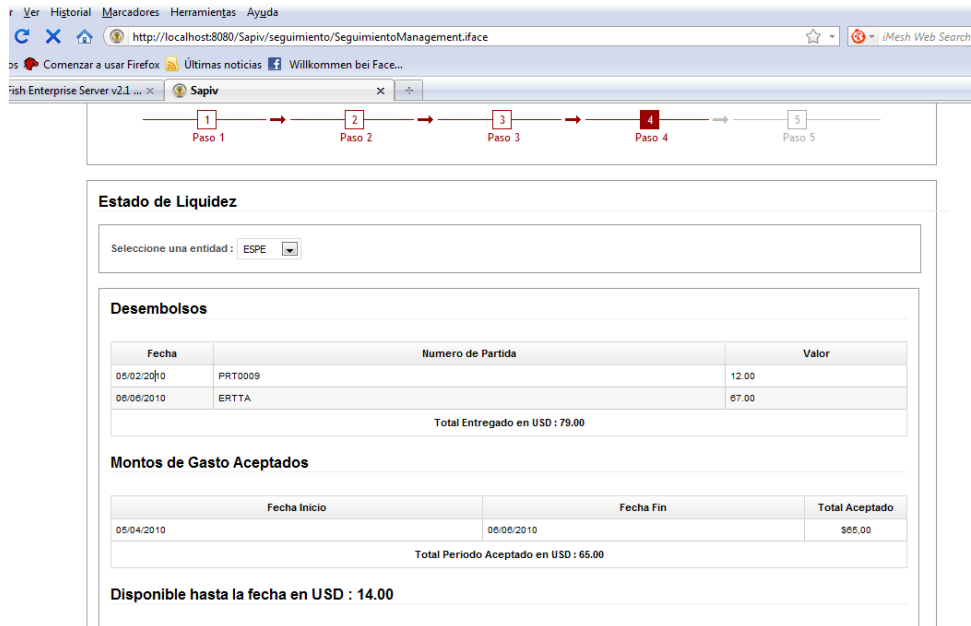 r Ver Historial Marcadores Herramientas Ayuda
http://localhost:8080/Sapiv/seguimiento/SeguimientoManagement.iface iMesh Web Search
os Comenzar a usar Firefox Últimas noticias Willkommen bei Face...
Fish Enterprise Server v2.1 ... Sapiv
1 2 3 4 5
Paso 1 Paso 2 Paso 3 Paso 4 Paso 5
Estado de Liquidez
Seleccione una entidad : ESPE
Desembolsos
Fecha Numero de Partida Valor
05/02/2010 PRT0009 12.00
06/06/2010 ERTTA 67.00
Total Entregado en USD : 79.00
Montos de Gasto Aceptados
Fecha Inicio Fecha Fin Total Aceptado
05/04/2010 06/06/2010 $65,00
Total Periodo Aceptado en USD : 65.00
Disponible hasta la fecha en USD : 14.00